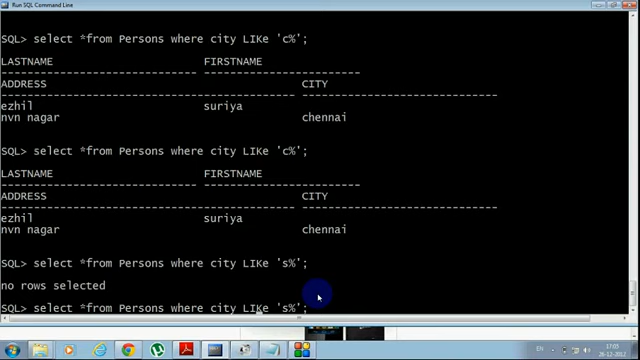 Run SQL Command Line
SQL> select *from Persons where city LIKe 'c%';
LASTNAME FIRSTNAME
ADDRESS CITY
ezhil suriya
nvn nagar chennai
SQL> select *from Persons where city LIKe 'c%';
LASTNAME FIRSTNAME
ADDRESS CITY
ezhil suriya
nvn nagar chennai
SQL> select *from Persons where city LIKe 's%';
no rows selected
SQL> select *from Persons where city LIKe 's%';
EN
17:05
26-12-2012